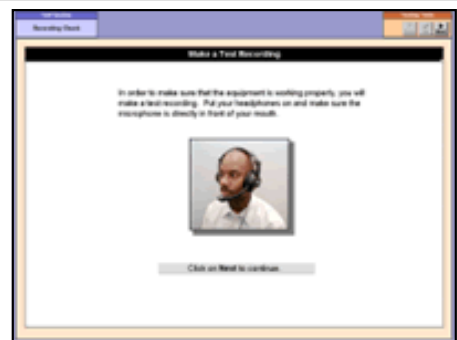 Recording Check
Make a Test Recording
In order to make sure that the equipment is working properly, you will
make a test recording. Put your headphones on and make sure the
microphone is directly in front of your mouth.
Click on Next to continue.